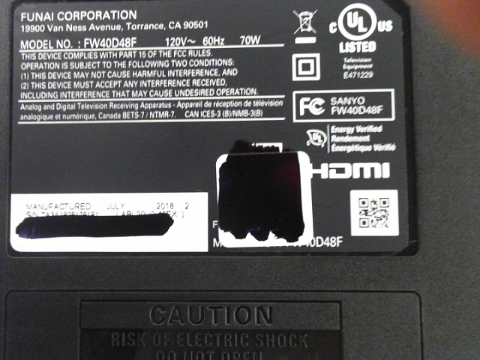 FUNAI CORPORATION
19900 Van Ness Avenue, Torrance, CA 90501
MODEL NO. : FW40D48F 120V~ 60Hz 70W
THIS DEVICE COMPLIES WITH PART 15 OF THE FCC RULES.
OPERATION IS SUBJECT TO THE FOLLOWING TWO CONDITIONS:
(1) THIS DEVICE MAY NOT CAUSE HARMFUL INTERFERENCE, AND
(2) THIS DEVICE MUST ACCEPT ANY INTERFERENCE RECEIVED,
INCLUDING INTERFERENCE THAT MAY CAUSE UNDESIRED OPERATION.
Analog and Digital Television Receiving Apparatus - Appareil de réception de télévision
analogique et numérique, Canada BETS-7 / NTMR-7. CAN ICES-3 (B)/NMB-3(B)
C UL US
LISTED
Television
Equipment
E471229
FC SANYO
FW40D48F
UL Energy Verified
Rendement
Énergétique Vérifié
HDMI
MANUFACTURED JULY 2018 2
CAUTION
RISK OF ELECTRIC SHOCK
DO NOT OPEN